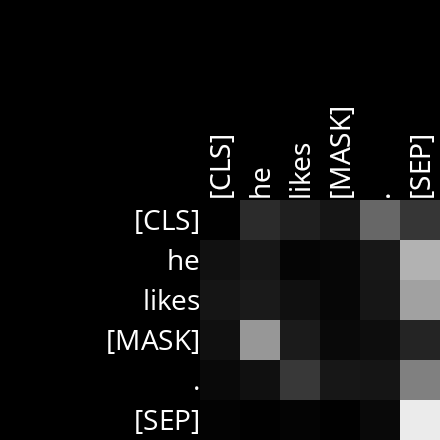 [CLS] he likes [MASK] . [SEP]
[CLS]
he
likes
[MASK]
.
[SEP]